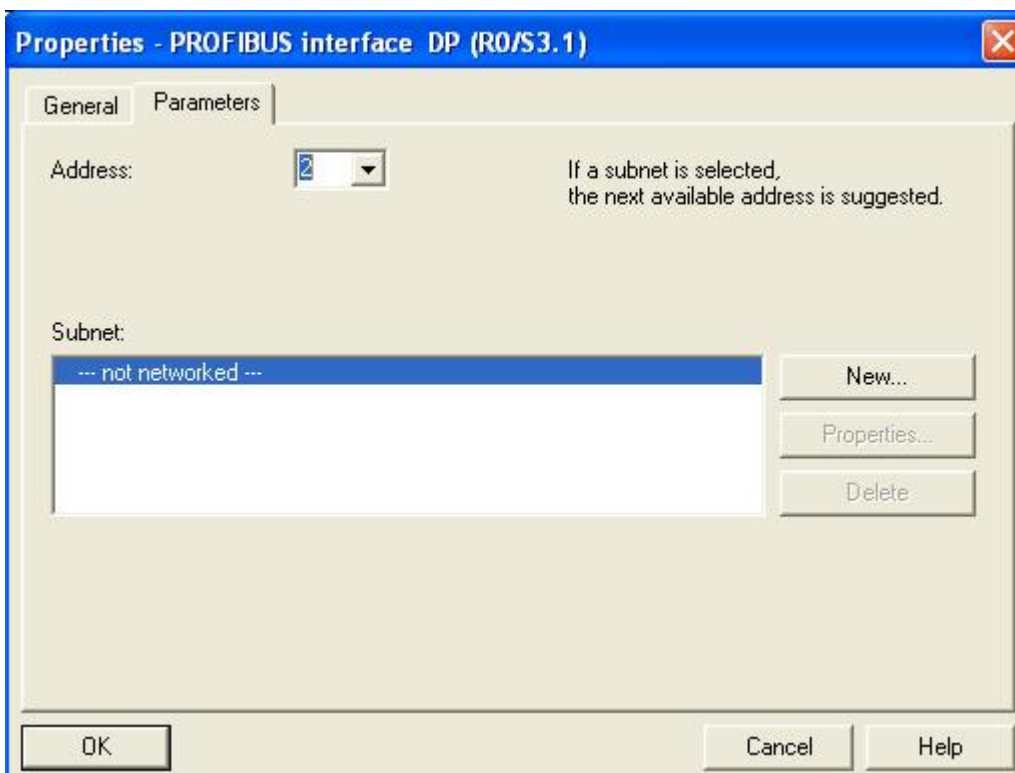 Properties - PROFIBUS interface  DP (R0/S3.1)
General
Parameters
Address:
2
If a subnet is selected,
the next available address is suggested.
Subnet:
--- not networked ---
New...
Properties...
Delete
OK
Cancel
Help